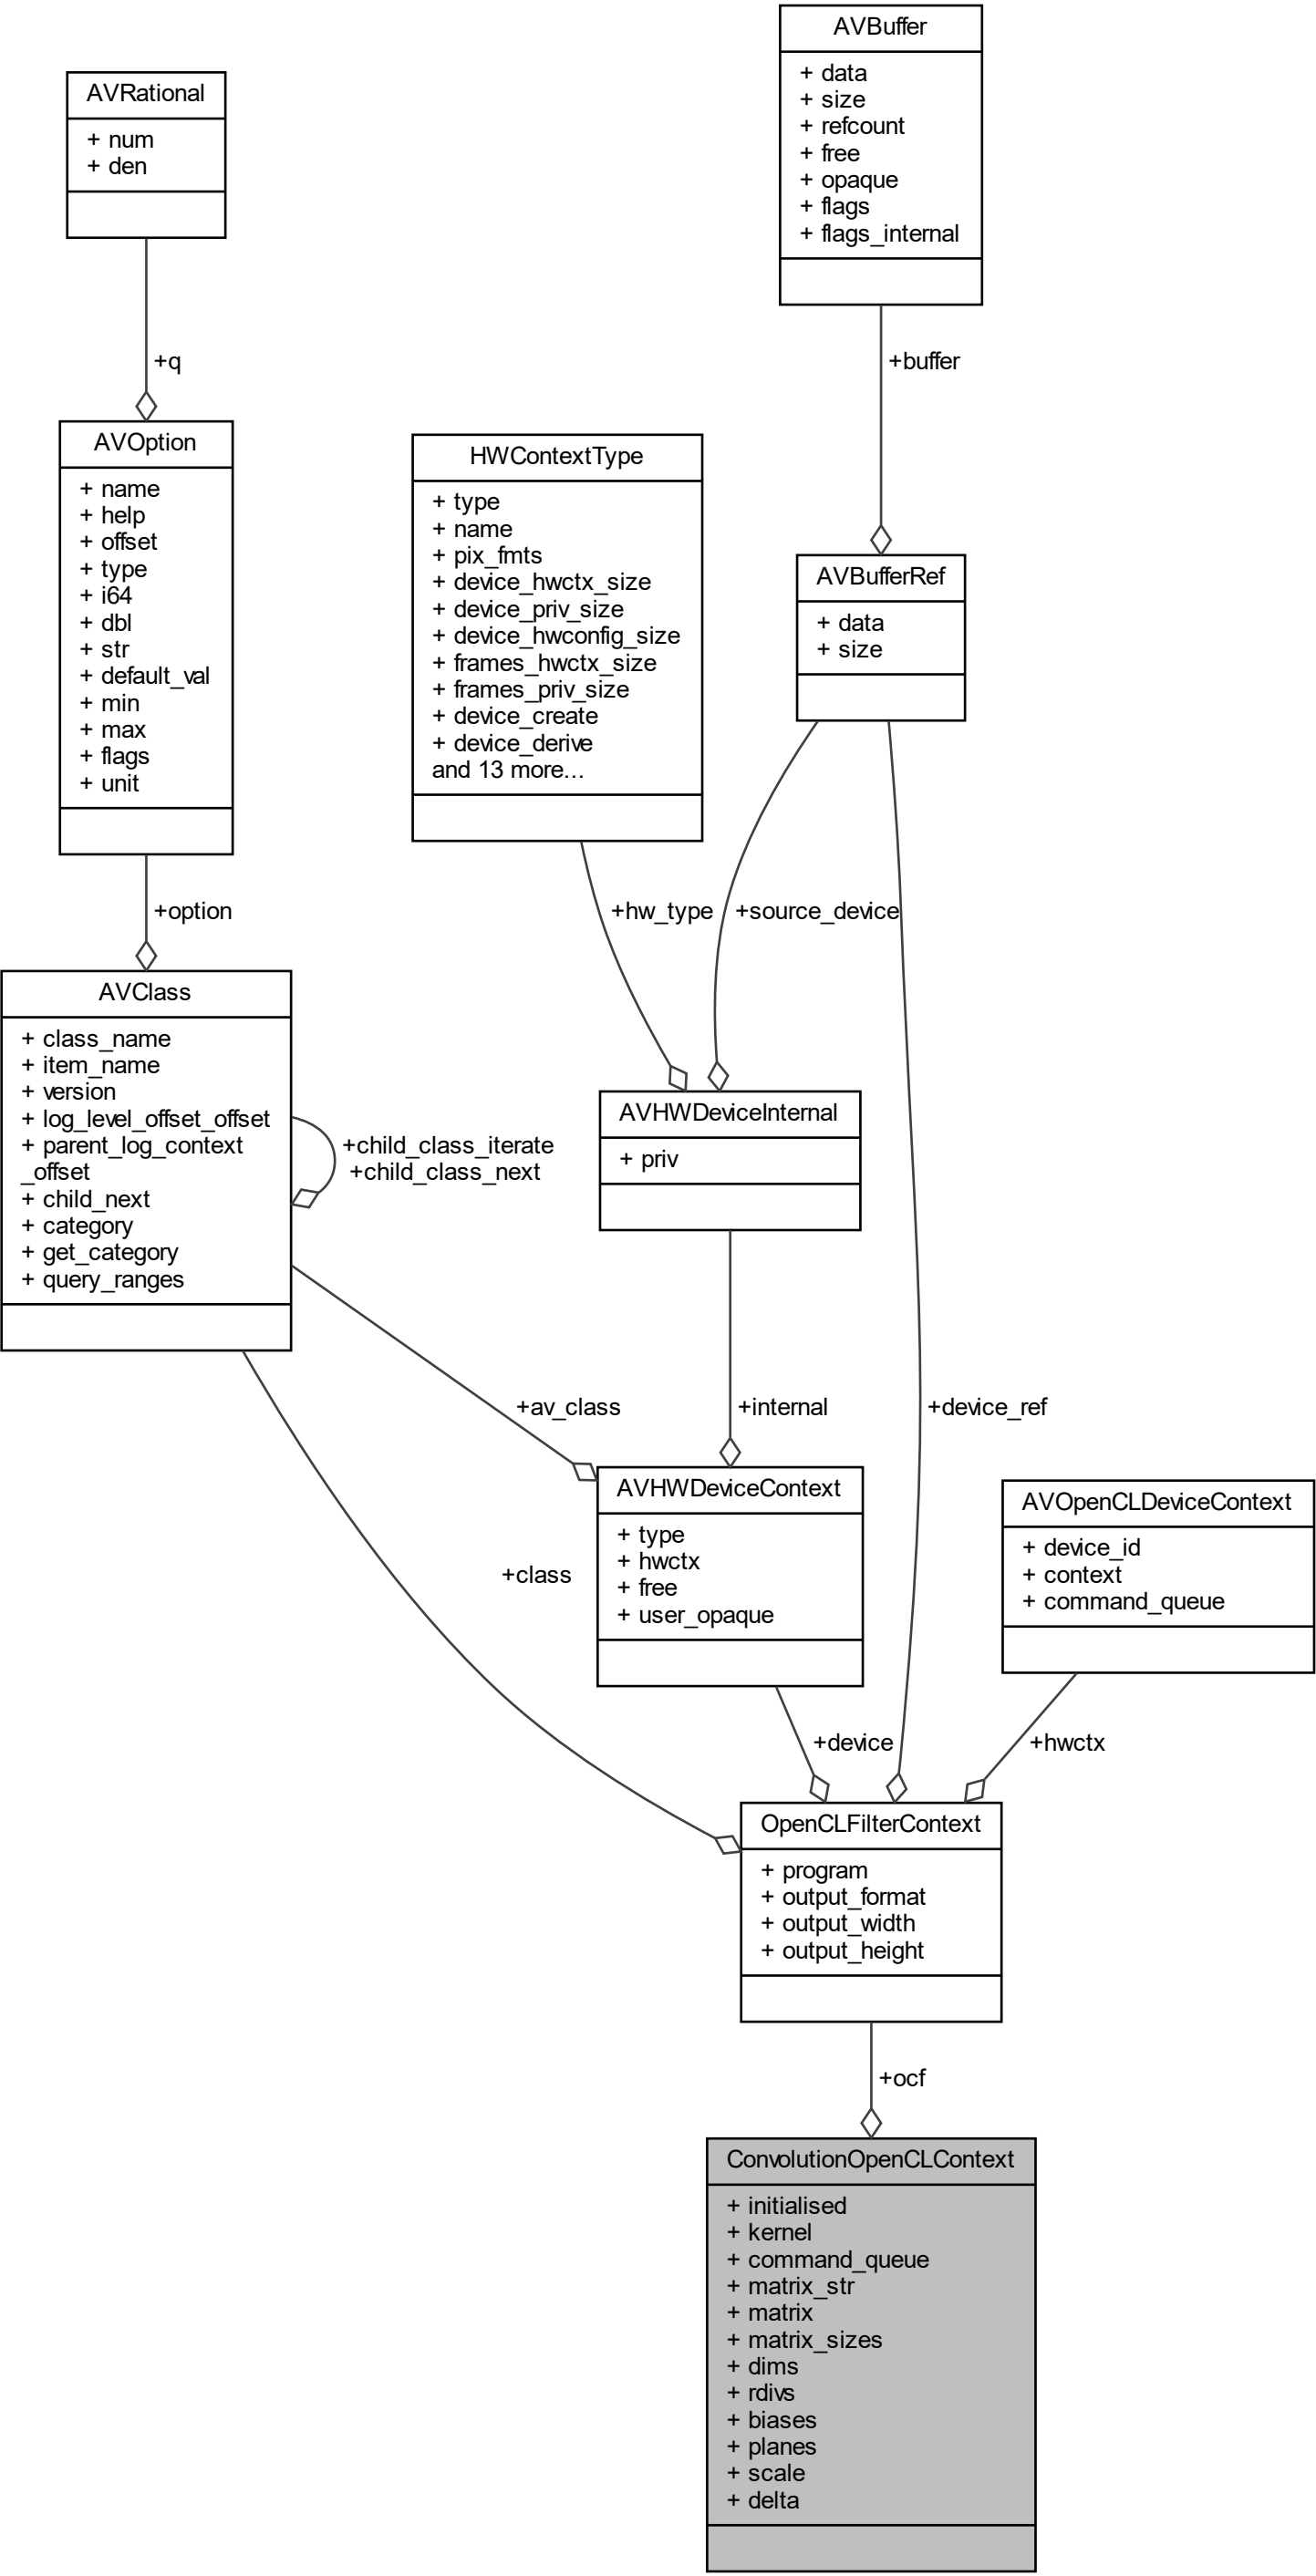 AVBuffer
+ data
+ size
+ refcount
+ free
+ opaque
+ flags
+ flags_internal
AVRational
+ num
+ den
+q
+buffer
AVOption
+ name
+ help
+ offset
+ type
+ i64
+ dbl
+ str
+ default_val
+ min
+ max
+ flags
+ unit
HWContextType
+ type
+ name
+ pix_fmts
+ device_hwctx_size
+ device_priv_size
+ device_hwconfig_size
+ frames_hwctx_size
+ frames_priv_size
+ device_create
+ device_derive
and 13 more...
AVBufferRef
+ data
+ size
+option
+hw_type
+source_device
AVClass
+ class_name
+ item_name
+ version
+ log_level_offset_offset
+ parent_log_context
_offset
+ child_next
+ category
+ get_category
+ query_ranges
+child_class_iterate
+child_class_next
AVHWDeviceInternal
+ priv
+av_class
+internal
+device_ref
AVHWDeviceContext
+ type
+ hwctx
+ free
+ user_opaque
AVOpenCLDeviceContext
+ device_id
+ context
+ command_queue
+class
+device
+hwctx
OpenCLFilterContext
+ program
+ output_format
+ output_width
+ output_height
+ocf
ConvolutionOpenCLContext
+ initialised
+ kernel
+ command_queue
+ matrix_str
+ matrix
+ matrix_sizes
+ dims
+ rdivs
+ biases
+ planes
+ scale
+ delta